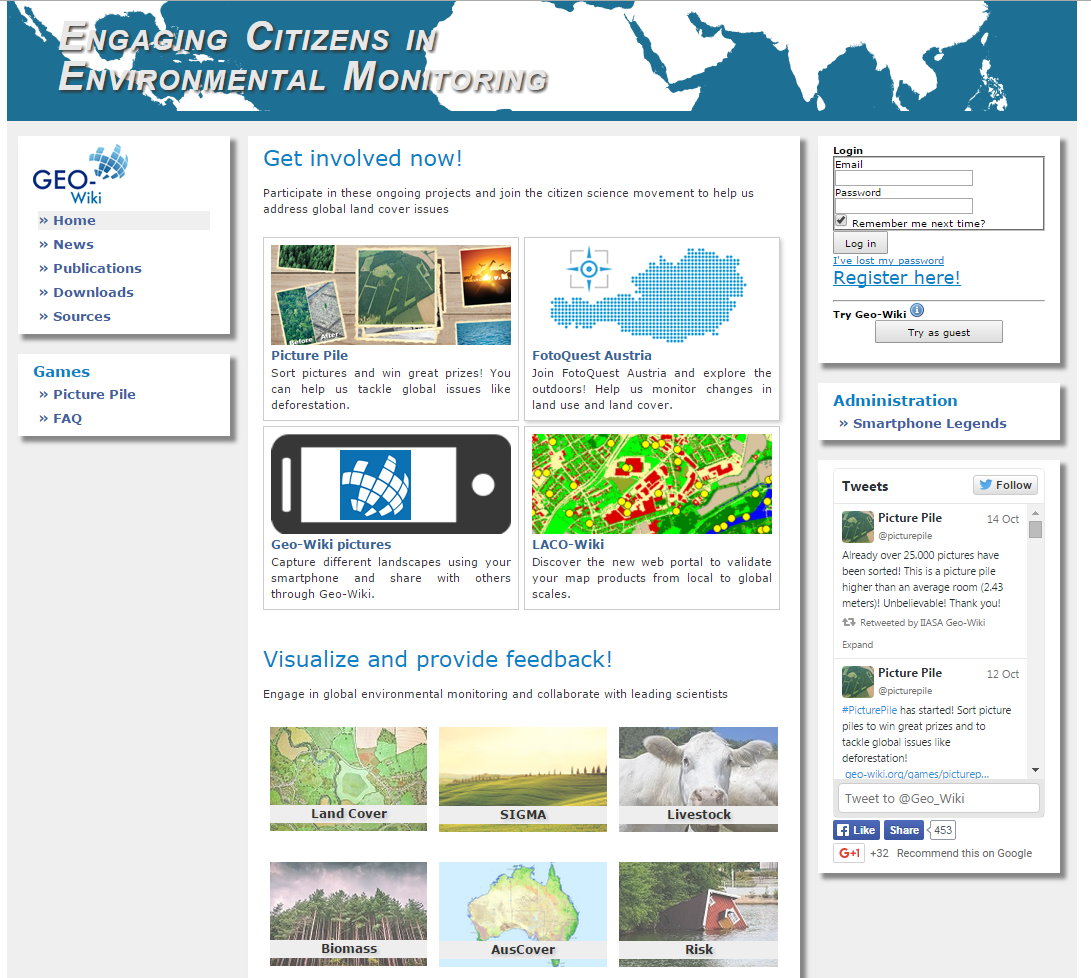 Engaging Citizens in
Environmental Monitoring
GEO-
Wiki
» Home
» News
» Publications
» Downloads
» Sources
Games
» Picture Pile
» FAQ
Get involved now!
Participate in these ongoing projects and join the citizen science movement to help us
address global land cover issues
Before After
Picture Pile
Sort pictures and win great prizes! You
can help us tackle global issues like
deforestation.
FotoQuest Austria
Join FotoQuest Austria and explore the
outdoors! Help us monitor changes in
land use and land cover.
Geo-Wiki pictures
Capture different landscapes using your
smartphone and share with others
through Geo-Wiki.
LACO-Wiki
Discover the new web portal to validate
your map products from local to global
scales.
Visualize and provide feedback!
Engage in global environmental monitoring and collaborate with leading scientists
Land Cover
SIGMA
Livestock
Biomass
AusCover
Risk
Login
Email
Password
Remember me next time?
Log in
I've lost my password
Register here!
Try Geo-Wiki i
Try as guest
Administration
» Smartphone Legends
Tweets
Follow
Picture Pile 14 Oct
@picturepile
Already over 25.000 pictures have
been sorted! This is a picture pile
higher than an average room (2.43
meters)! Unbelievable! Thank you!
Retweeted by IIASA Geo-Wiki
Expand
Picture Pile 12 Oct
@picturepile
#PicturePile has started! Sort picture
piles to win great prizes and to
tackle global issues like
deforestation!
geo-wiki.org/games/picturep...
Tweet to @Geo_Wiki
Like Share 453
G+1 +32 Recommend this on Google